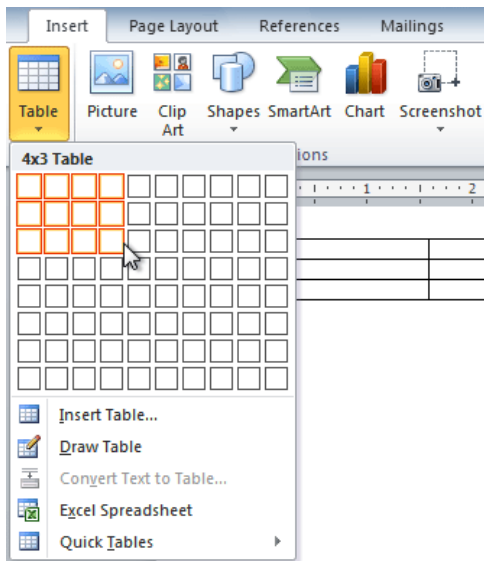 Insert Page Layout References Mailings
Table Picture Clip Art Shapes SmartArt Chart Screenshot
ions
4x3 Table
1 2
Insert Table...
Draw Table
Convert Text to Table...
Excel Spreadsheet
Quick Tables